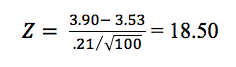 Z = 3.90− 3.53 / .21/√100 = 18.50